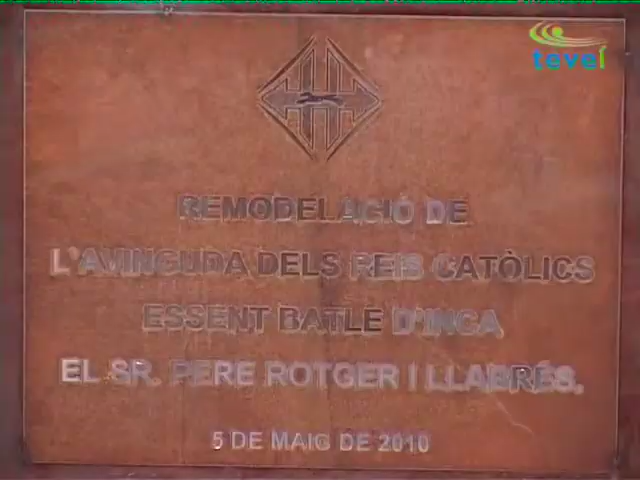 teveí
REMODELACIÓ DE
L'AVINGUDA DELS REIS CATÒLICS
ESSENT BATLE D'INCA
EL SR. PERE ROTGER I LLABRÉS.
5 DE MAIG DE 2010